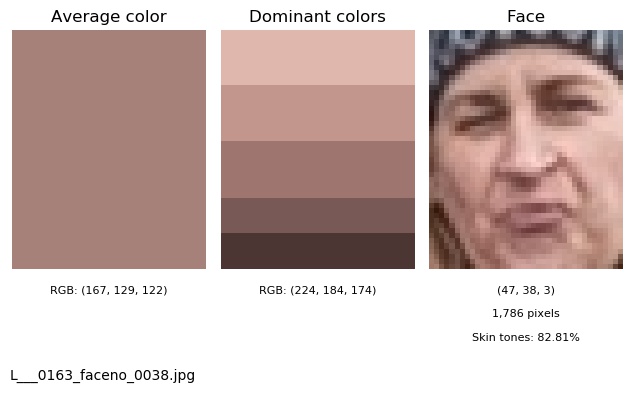 Average color
Dominant colors
Face
RGB: (167, 129, 122)
RGB: (224, 184, 174)
(47, 38, 3)
1,786 pixels
Skin tones: 82.81%
L___0163_faceno_0038.jpg